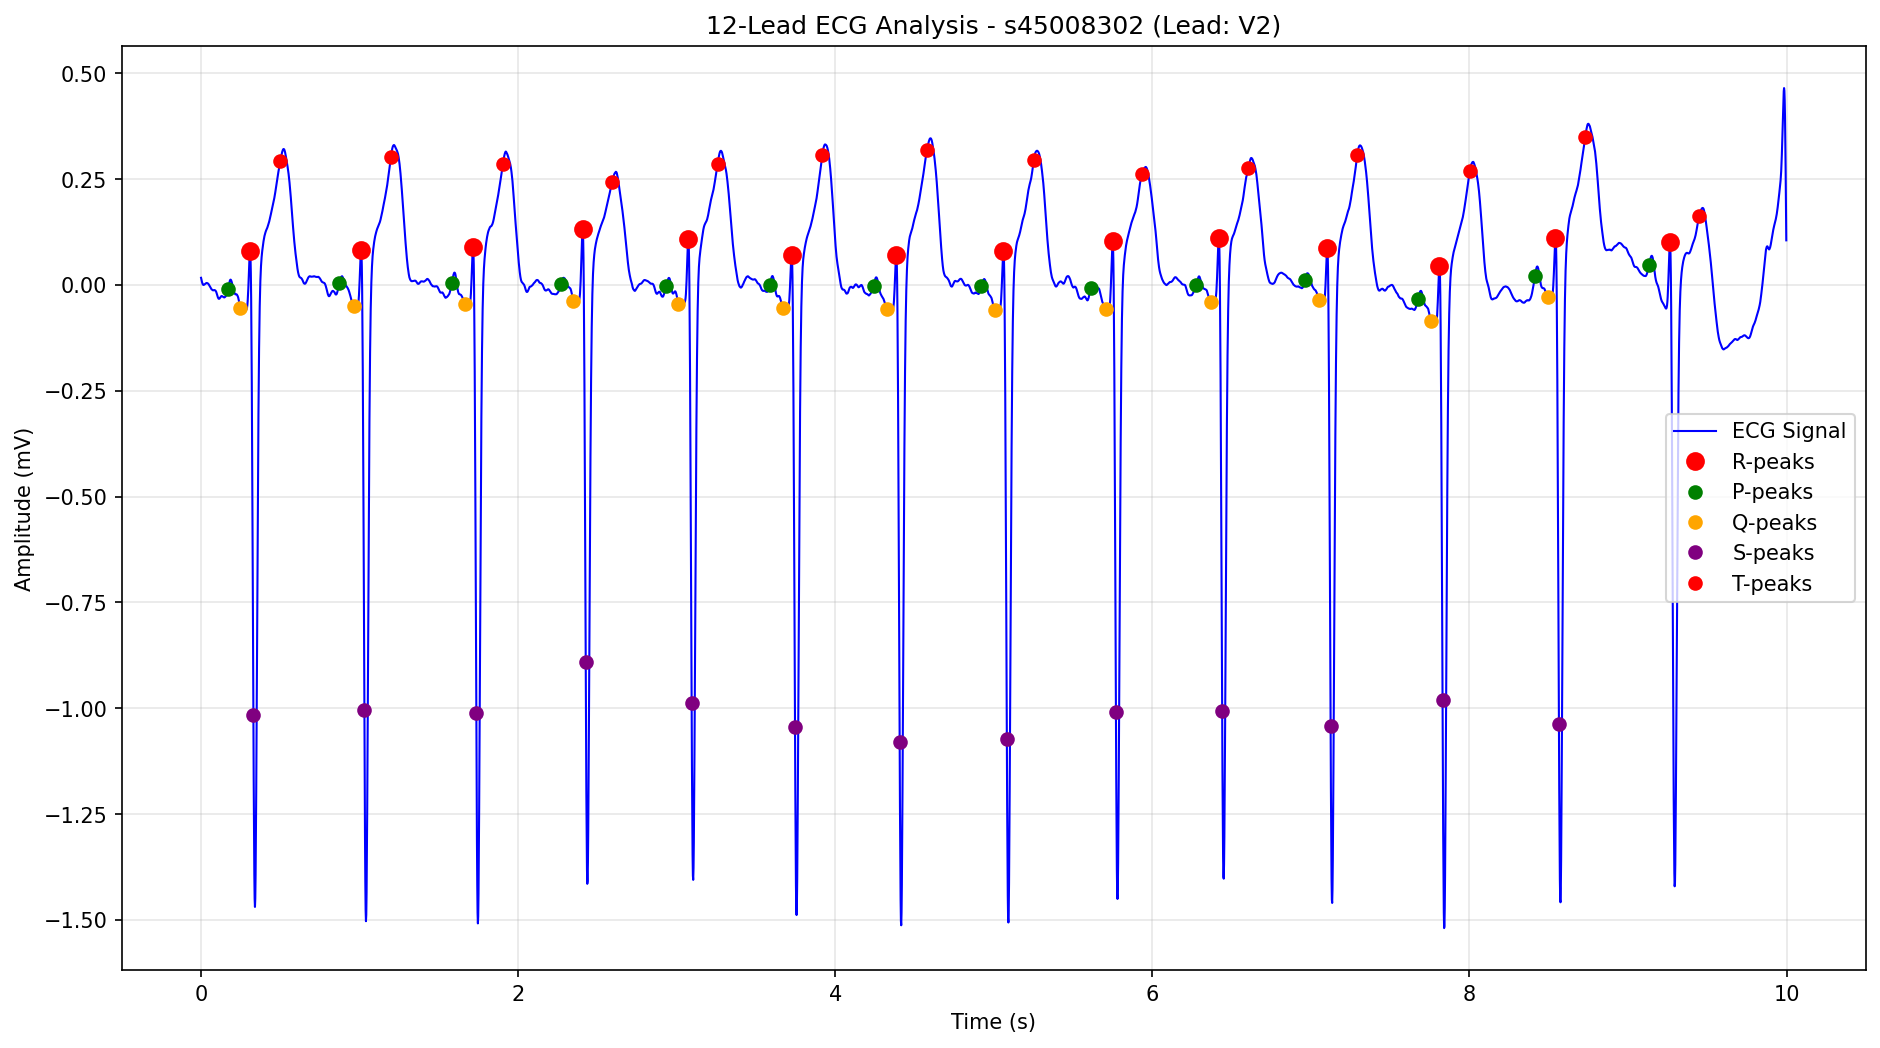 12-Lead ECG Analysis - s45008302 (Lead: V2)
Amplitude (mV)
0.50
0.25
0.00
−0.25
−0.50
−0.75
−1.00
−1.25
−1.50
ECG Signal
R-peaks
P-peaks
Q-peaks
S-peaks
T-peaks
0 2 4 6 8 10
Time (s)